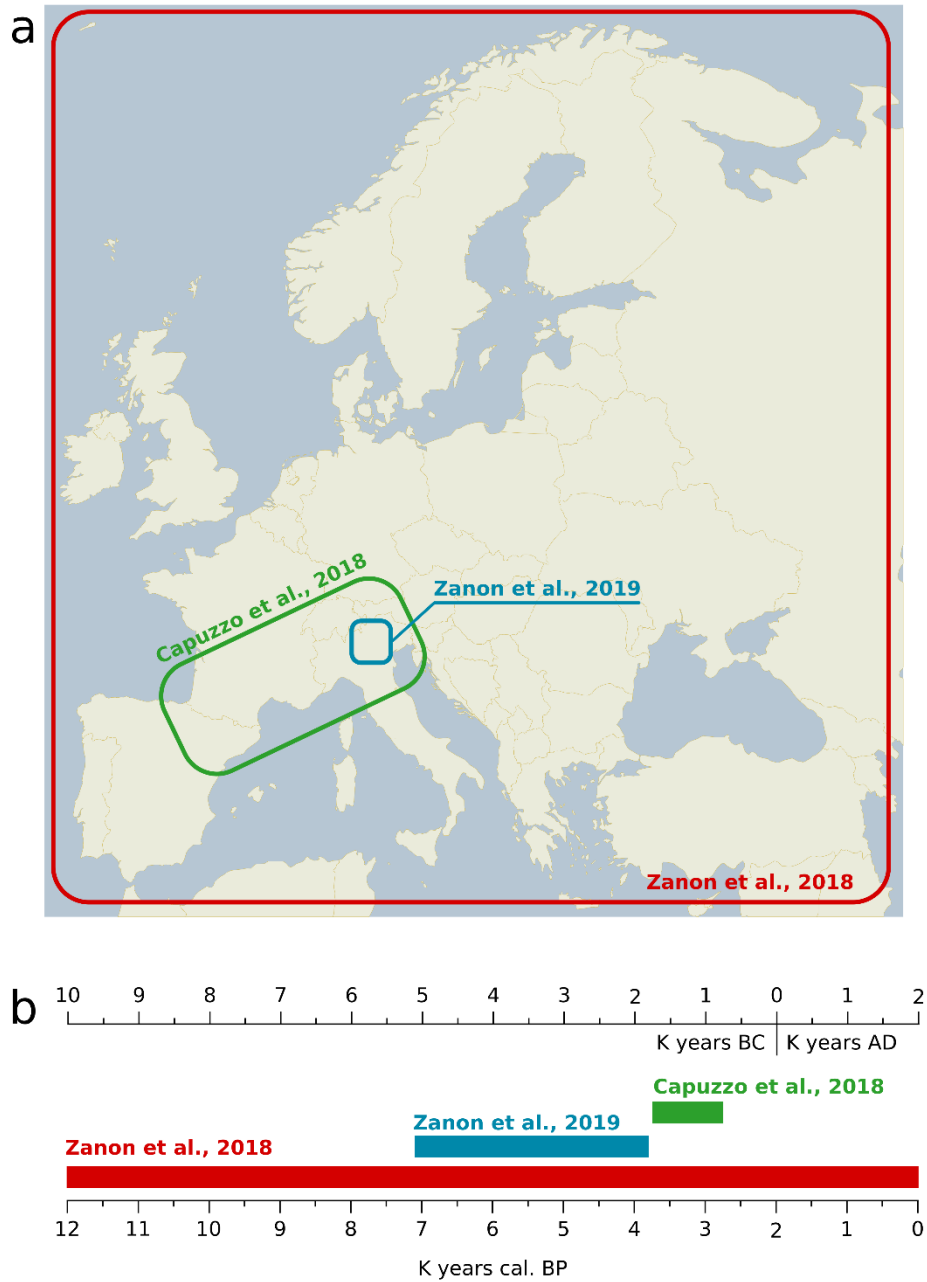 a
Capuzzo et al., 2018
Zanon et al., 2019
Zanon et al., 2018
b
10 9 8 7 6 5 4 3 2 1 0 1 2
K years BC K years AD
Capuzzo et al., 2018
Zanon et al., 2019
Zanon et al., 2018
12 11 10 9 8 7 6 5 4 3 2 1 0
K years cal. BP